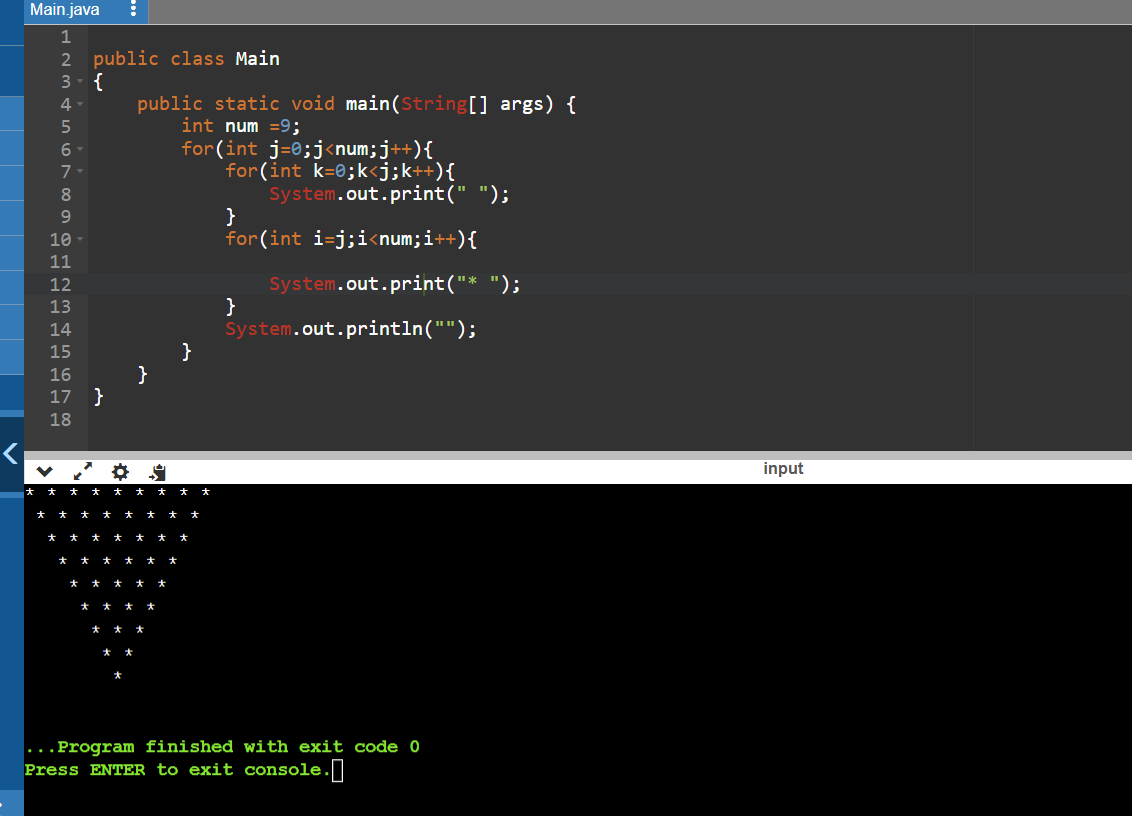 Main.java
1
2 public class Main
3 {
4     public static void main(String[] args) {
5         int num =9;
6         for(int j=0;j<num;j++){
7             for(int k=0;k<j;k++){
8                 System.out.print(" ");
9             }
10             for(int i=j;i<num;i++){
11
12                 System.out.print("* ");
13             }
14             System.out.println("");
15         }
16     }
17 }
18
input
* * * * * * * * *
 * * * * * * * *
  * * * * * * *
   * * * * * *
    * * * * *
     * * * *
      * * *
       * *
        *
...Program finished with exit code 0
Press ENTER to exit console.